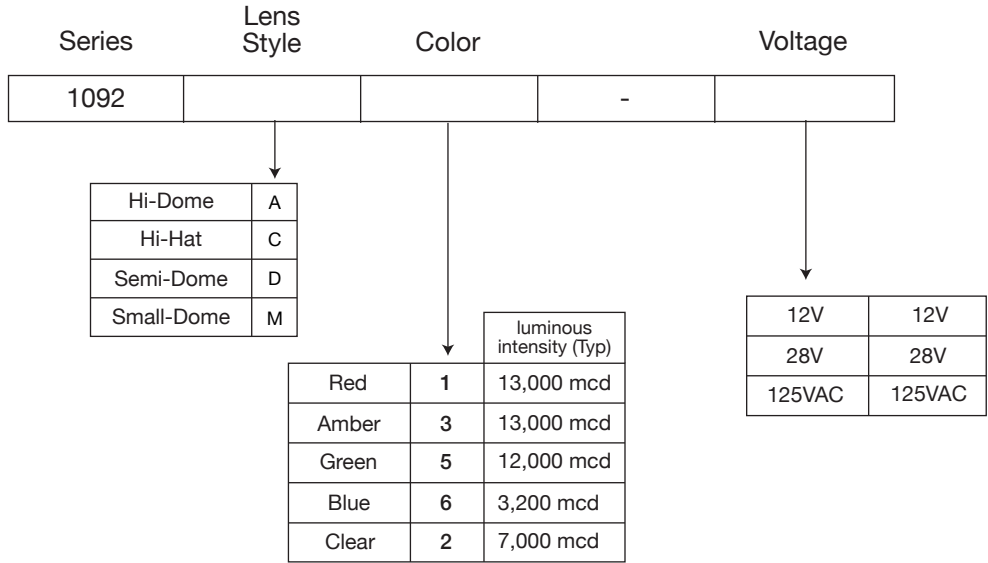 Series
Lens
Style
Color
Voltage
1092
-
Hi-Dome A
Hi-Hat C
Semi-Dome D
Small-Dome M
luminous
intensity (Typ)
Red 1 13,000 mcd
Amber 3 13,000 mcd
Green 5 12,000 mcd
Blue 6 3,200 mcd
Clear 2 7,000 mcd
12V 12V
28V 28V
125VAC 125VAC